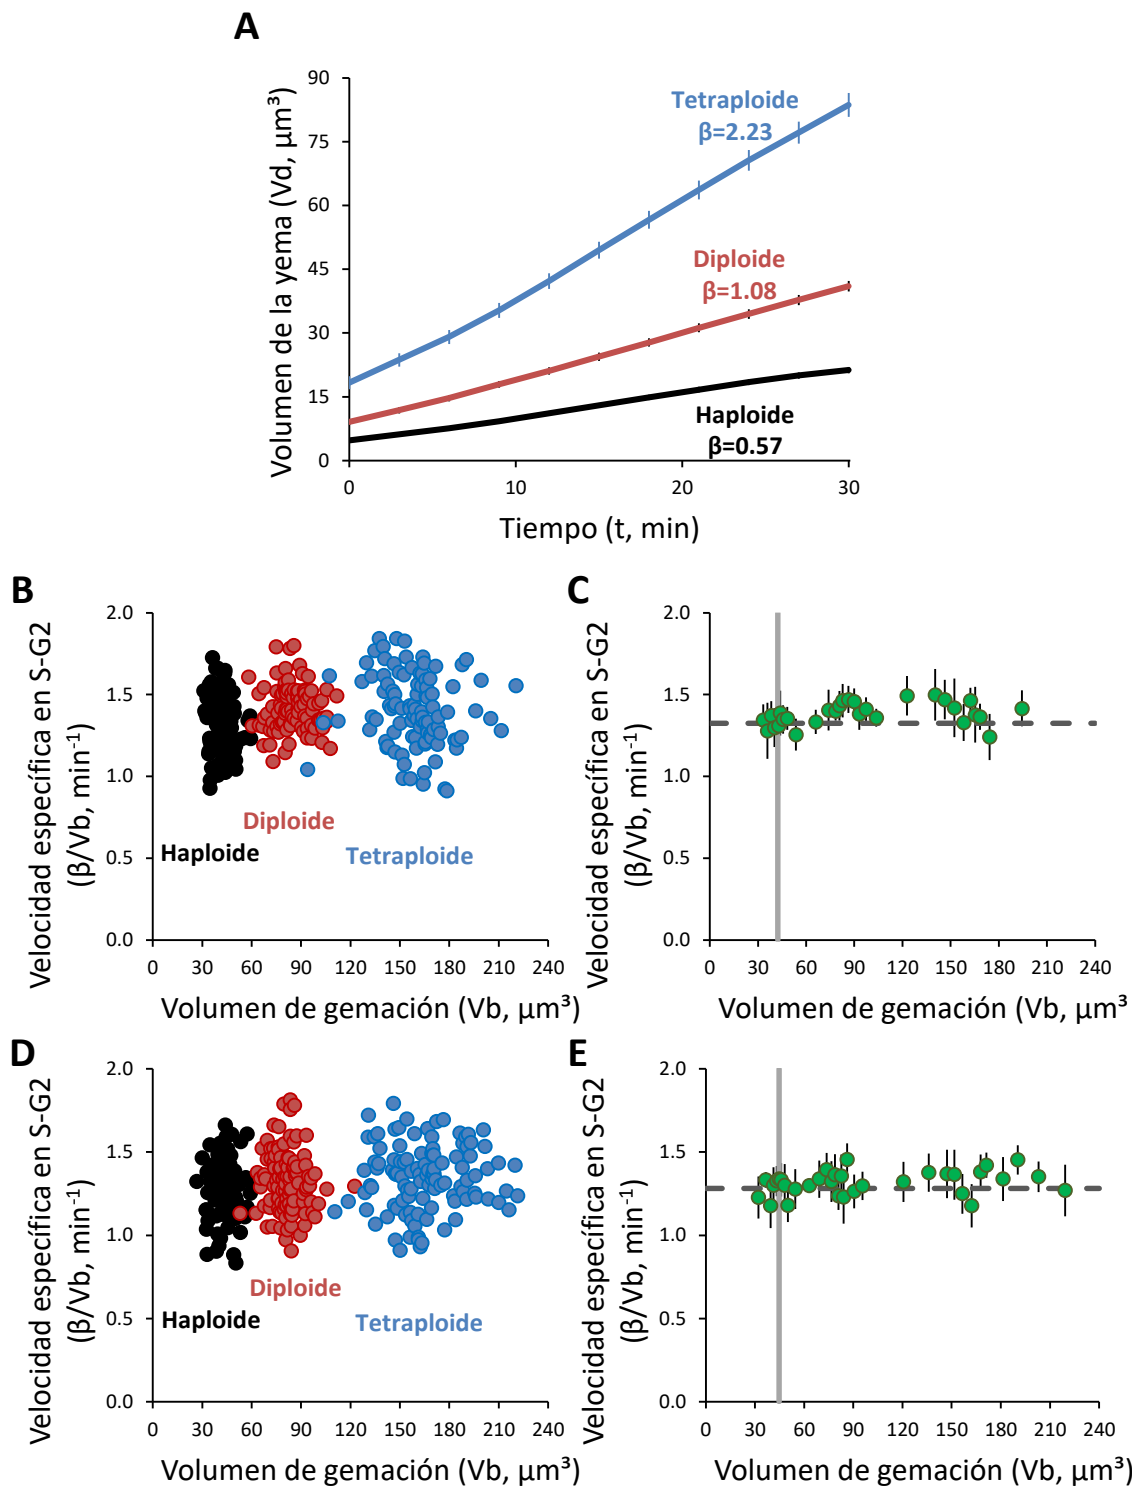 A
90
75
60
45
30
15
0
Volumen de la yema (Vd, µm³)
Tetraploide
β=2.23
Diploide
β=1.08
Haploide
β=0.57
0 10 20 30
Tiempo (t, min)
B
2.0
1.5
1.0
0.5
0.0
Velocidad específica en S-G2
(β/Vb, min⁻¹)
Diploide
Haploide
Tetraploide
0 30 60 90 120 150 180 210 240
Volumen de gemación (Vb, µm³)
C
2.0
1.5
1.0
0.5
0.0
Velocidad específica en S-G2
(β/Vb, min⁻¹)
0 30 60 90 120 150 180 210 240
Volumen de gemación (Vb, µm³
D
2.0
1.5
1.0
0.5
0.0
Velocidad específica en S-G2
(β/Vb, min⁻¹)
Diploide
Haploide
Tetraploide
0 30 60 90 120 150 180 210 240
Volumen de gemación (Vb, µm³)
E
2.0
1.5
1.0
0.5
0.0
Velocidad específica en S-G2
(β/Vb, min⁻¹)
0 30 60 90 120 150 180 210 240
Volumen de gemación (Vb, µm³)